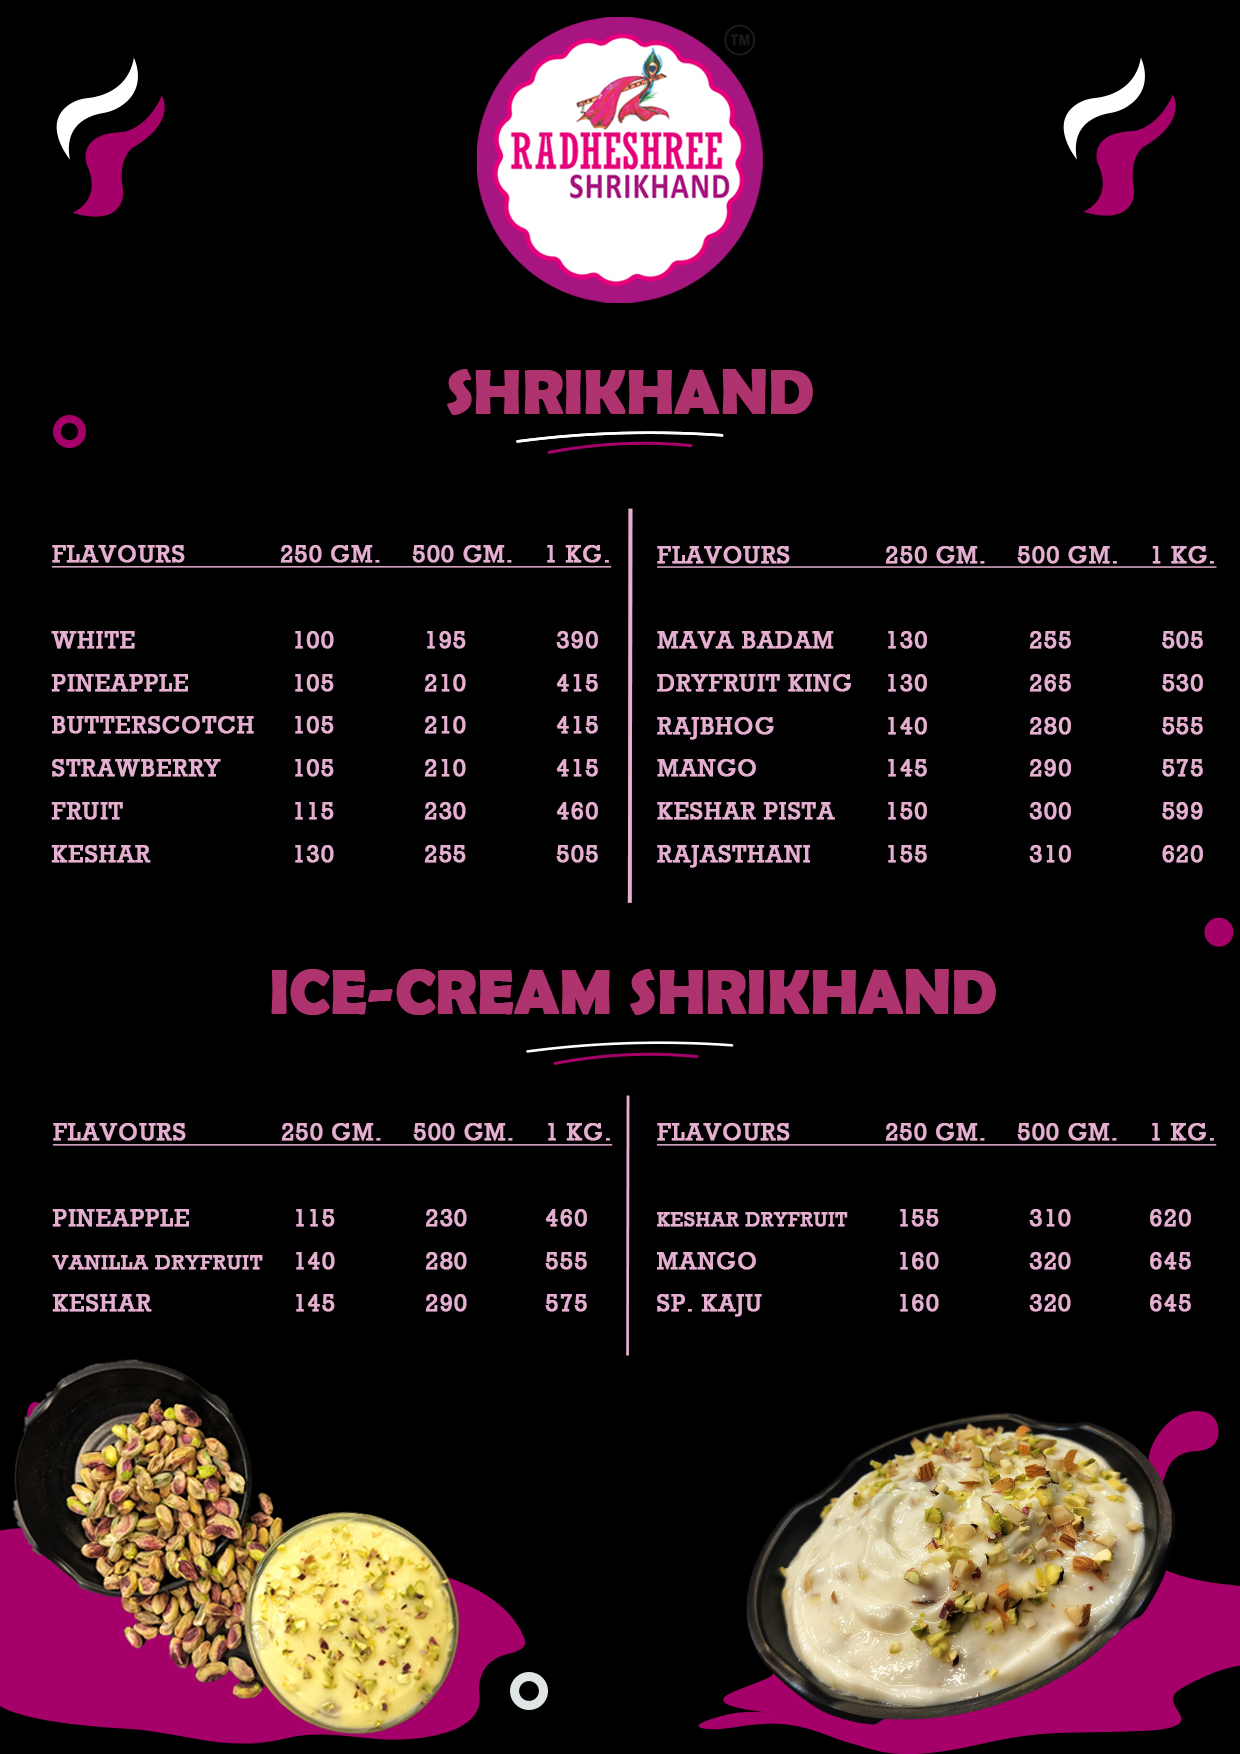 TM
RADHESHREE
SHRIKHAND
SHRIKHAND
FLAVOURS 250 GM. 500 GM. 1 KG.
WHITE 100 195 390
PINEAPPLE 105 210 415
BUTTERSCOTCH 105 210 415
STRAWBERRY 105 210 415
FRUIT 115 230 460
KESHAR 130 255 505
FLAVOURS 250 GM. 500 GM. 1 KG.
MAVA BADAM 130 255 505
DRYFRUIT KING 130 265 530
RAJBHOG 140 280 555
MANGO 145 290 575
KESHAR PISTA 150 300 599
RAJASTHANI 155 310 620
ICE-CREAM SHRIKHAND
FLAVOURS 250 GM. 500 GM. 1 KG.
PINEAPPLE 115 230 460
VANILLA DRYFRUIT 140 280 555
KESHAR 145 290 575
FLAVOURS 250 GM. 500 GM. 1 KG.
KESHAR DRYFRUIT 155 310 620
MANGO 160 320 645
SP. KAJU 160 320 645